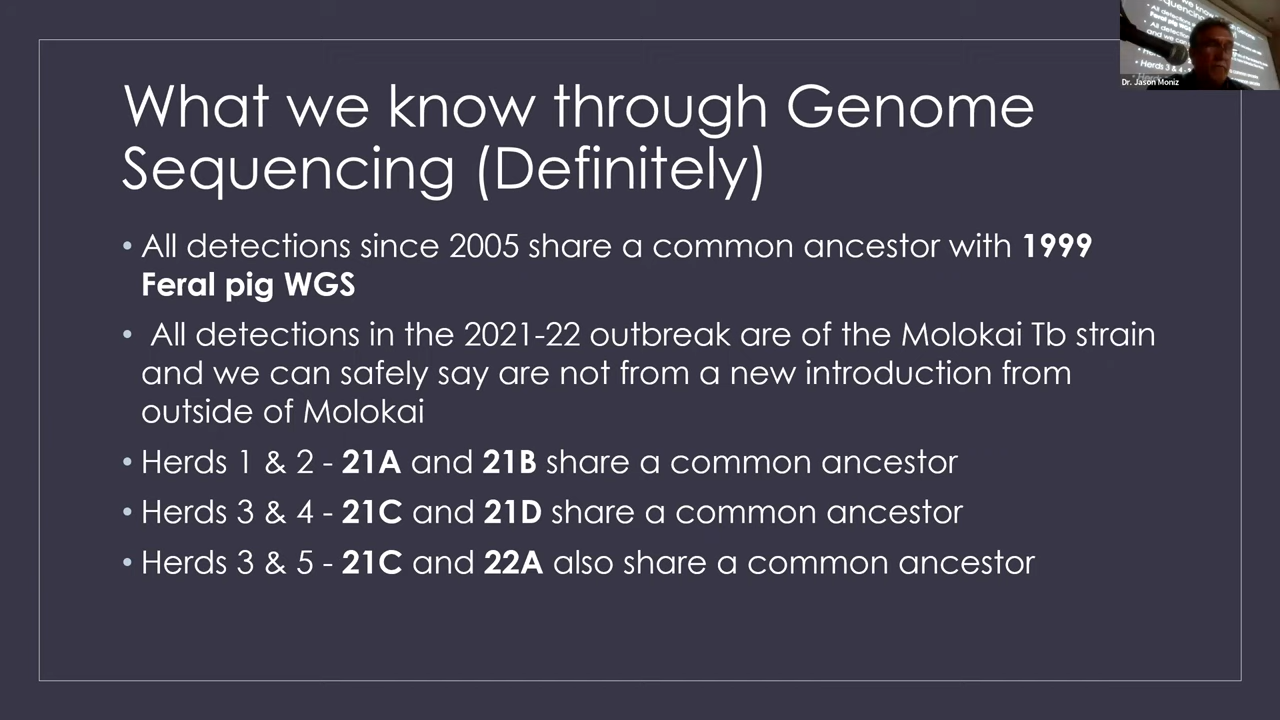 What we know through Genome
Sequencing (Definitely)
• All detections since 2005 share a common ancestor with 1999
Feral pig WGS
• All detections in the 2021-22 outbreak are of the Molokai Tb strain
and we can safely say are not from a new introduction from
outside of Molokai
• Herds 1 & 2 - 21A and 21B share a common ancestor
• Herds 3 & 4 - 21C and 21D share a common ancestor
• Herds 3 & 5 - 21C and 22A also share a common ancestor
Dr. Jason Moniz